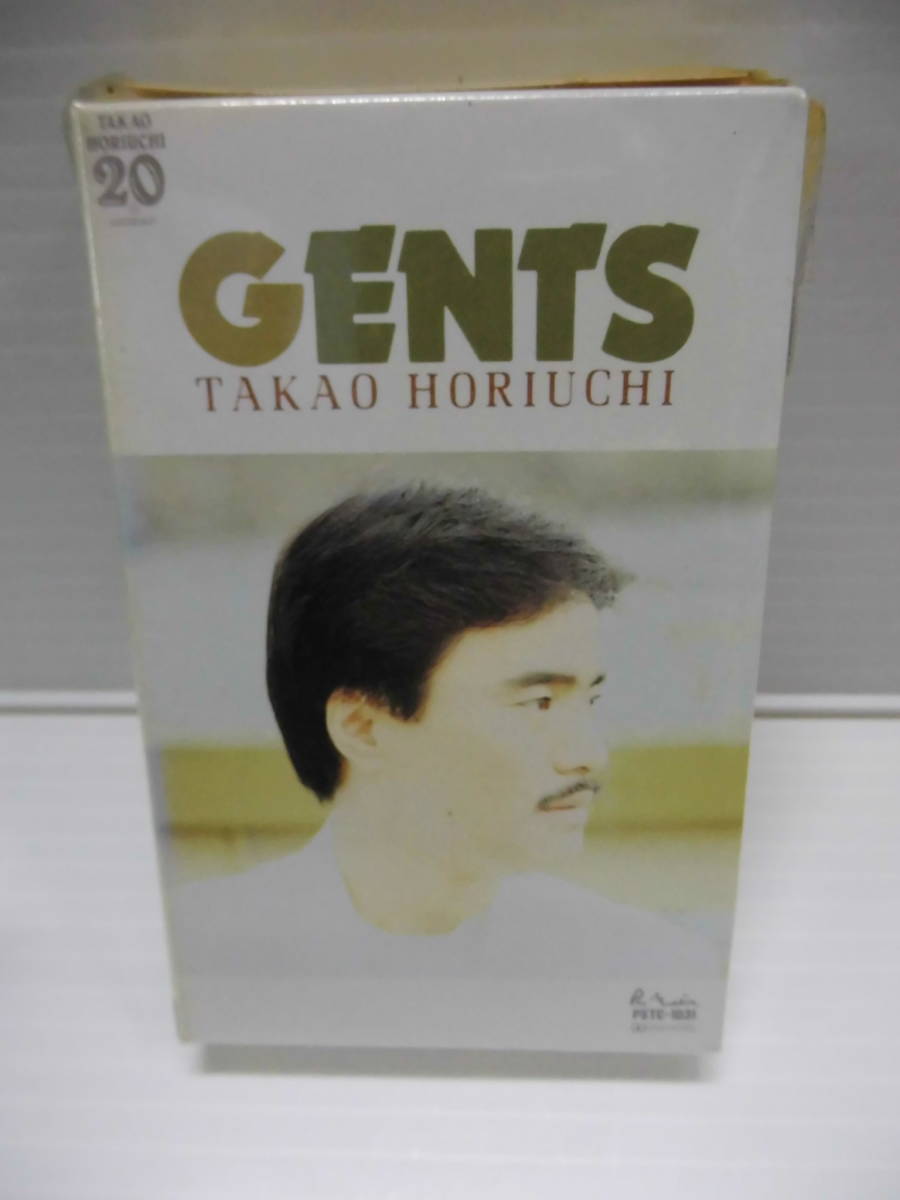 TAKAO
HORIUCHI
20
GENTS
TAKAO HORIUCHI
PSTC-1031